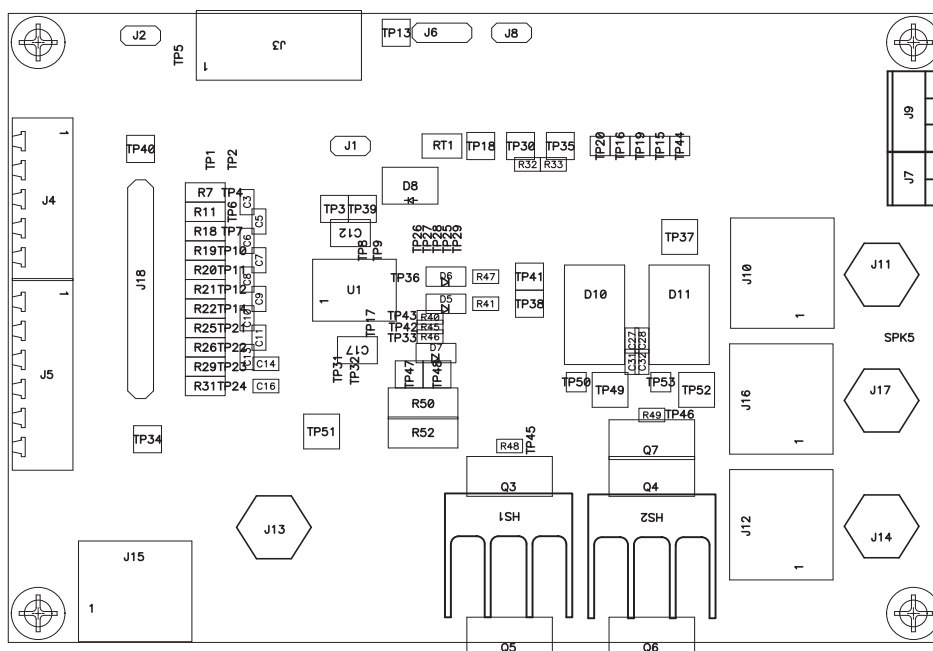 J2
J3
1
TP5
TP13
J6
J8
J9
J7
1
J4
TP40
TP1
TP2
J1
RT1
TP18
TP30
TP35
R32
R33
TP20
TP16
TP19
TP15
TP44
D8
R7
TP4
C3
R11
TP6
C5
R18
TP7
C6
R19
TP10
C7
R20
TP11
C8
R21
TP12
C9
R22
TP14
C10
R25
TP21
C11
R26
TP22
C13
R29
TP23
C14
R31
TP24
C16
J18
TP3
TP39
C12
TP8
TP9
TP26
TP27
TP28
TP25
TP29
TP37
J10
1
J11
TP36
D6
R47
TP41
U1
1
D5
R41
TP38
D10
D11
TP17
TP43
R40
TP42
R45
TP33
R46
C17
D7
C27
C28
C31
C32
SPK5
1
J5
TP31
TP32
TP47
TP48
TP50
TP49
TP53
TP52
J16
1
J17
R50
R52
R49
TP46
TP34
TP51
R48
TP45
Q7
Q3
Q4
HS1
HS2
J12
1
J14
J13
J15
1
Q5
Q6